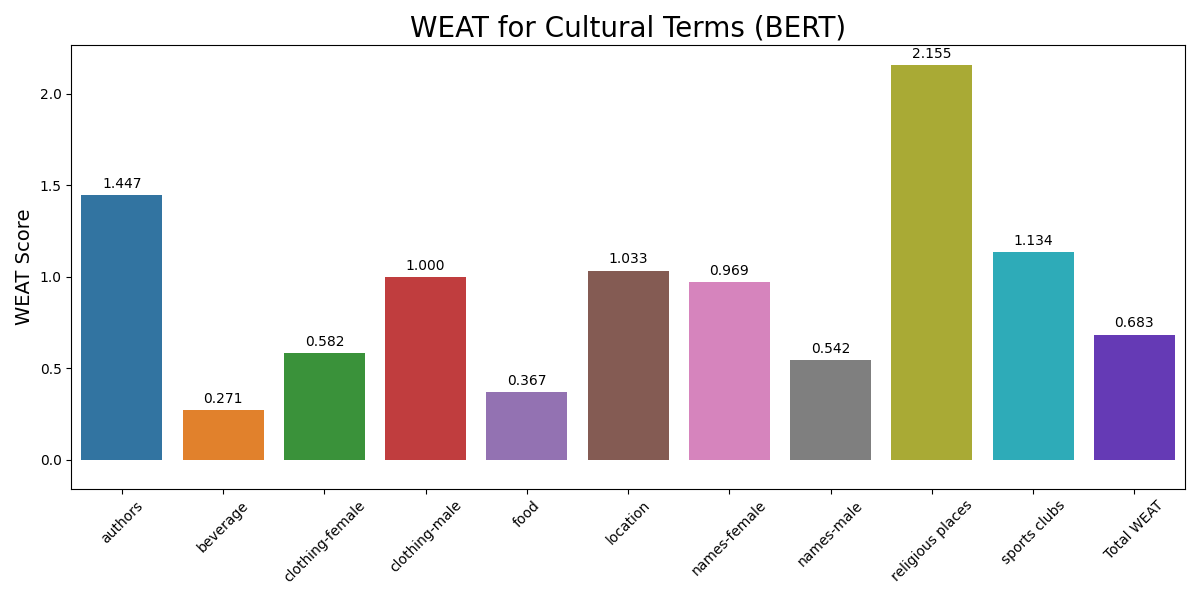 WEAT for Cultural Terms (BERT)
WEAT Score
2.0
1.5
1.0
0.5
0.0
1.447
0.271
0.582
1.000
0.367
1.033
0.969
0.542
2.155
1.134
0.683
authors
beverage
clothing-female
clothing-male
food
location
names-female
names-male
religious places
sports clubs
Total WEAT